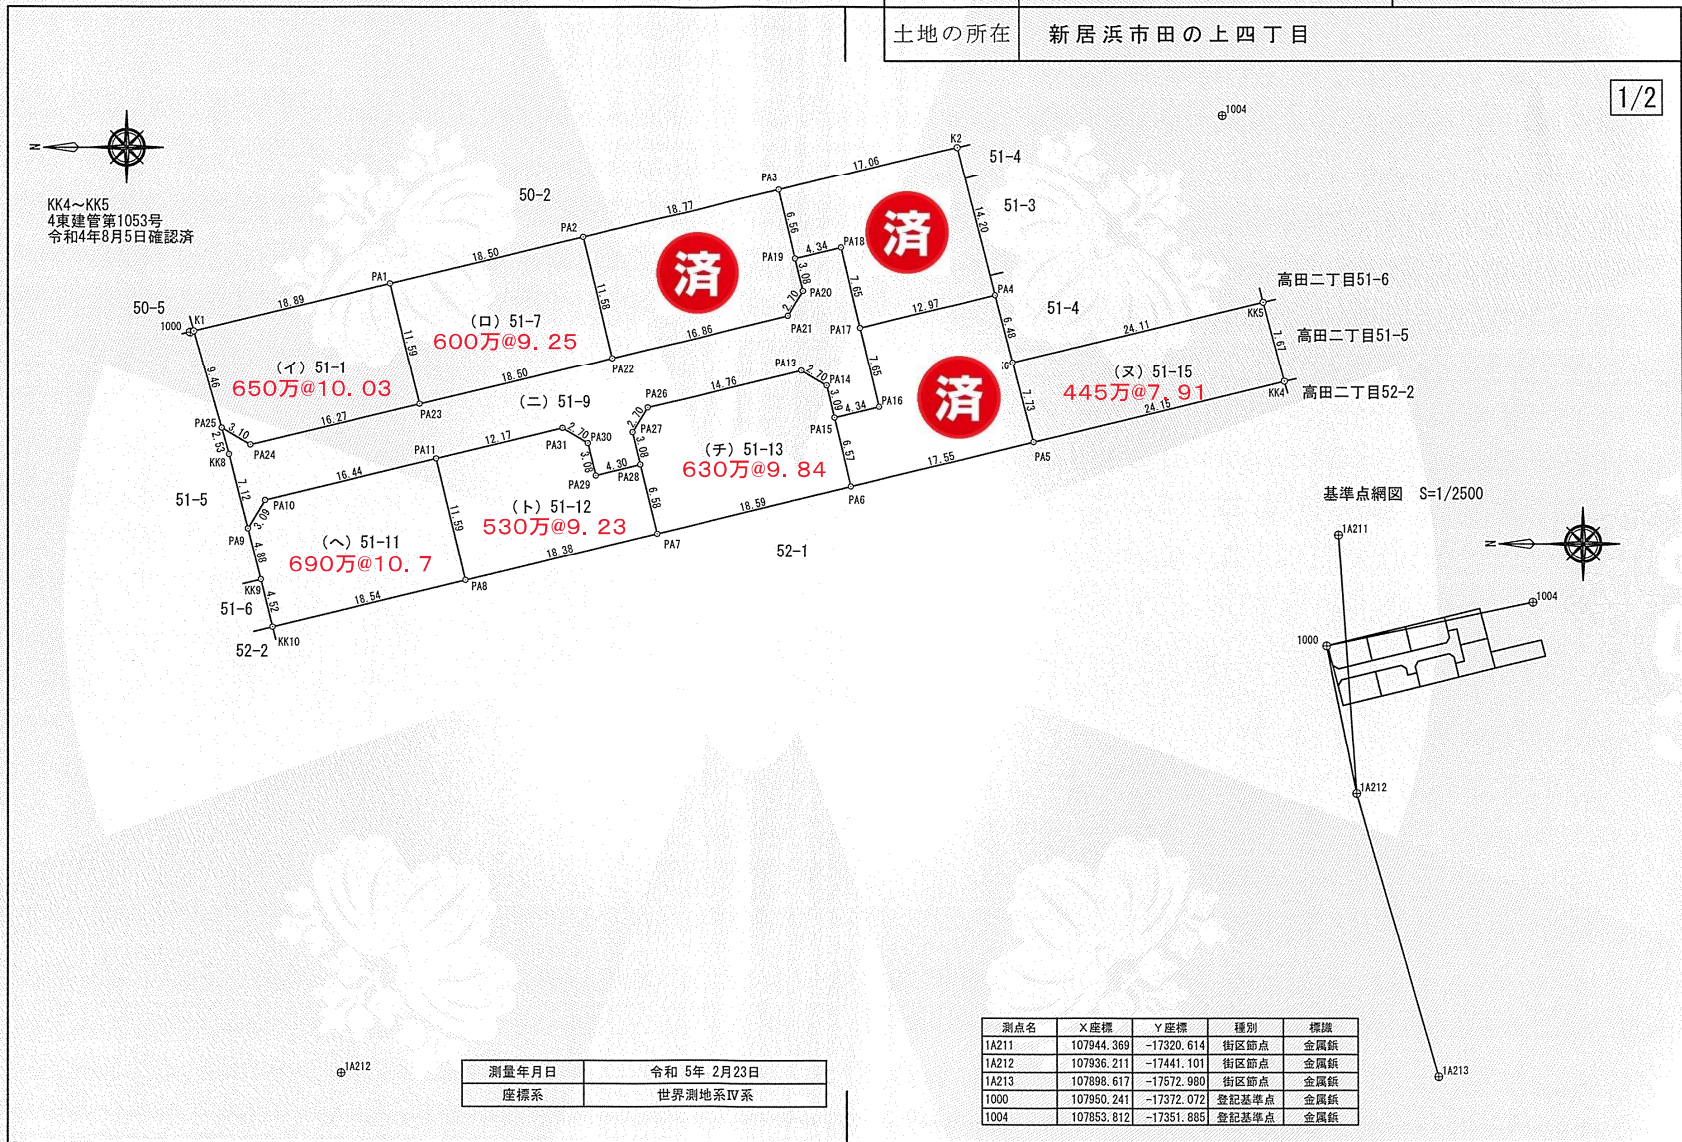 土地の所在 新居浜市田の上四丁目
1/2
N
KK4～KK5
4東建管第1053号
令和4年8月5日確認済
1004
K2
51-4
17.06
PA3
50-2
18.77
PA2
51-3
14.20
6.56
済
済
PA18
4.34
PA19
3.08
PA20
2.70
PA21
7.65
18.50
PA1
18.89
50-5
1000
K1
11.58
11.59
(ロ) 51-7
600万@9.25
(イ) 51-1
650万@10.03
9.46
16.86
PA22
18.50
PA23
16.27
PA17
12.97
PA4
51-4
6.48
高田二丁目51-6
KK5
24.11
高田二丁目51-5
7.67
(ヌ) 51-15
445万@7.91
24.15
KK4
高田二丁目52-2
済
7.73
7.65
PA16
4.34
PA13
2.70
PA14
3.09
PA15
14.76
PA26
2.70
PA27
3.08
(ニ) 51-9
PA25
3.10
PA24
2.53
KK8
12.17
PA31
2.70
PA30
3.08
PA29
4.30
PA28
PA11
16.44
PA10
3.09
51-5
7.12
PA9
(チ) 51-13
630万@9.84
6.57
6.58
17.55
PA5
PA6
18.59
PA7
52-1
(ト) 51-12
530万@9.23
11.59
18.38
PA8
(ヘ) 51-11
690万@10.7
4.88
KK9
51-6
4.52
18.54
KK10
52-2
基準点網図 S=1/2500
1A211
N
1004
1000
1A212
1A213
1A212
測量年月日 令和 5年 2月23日
座標系 世界測地系Ⅳ系
測点名 X座標 Y座標 種別 標識
1A211 107944.369 -17320.614 街区節点 金属鋲
1A212 107936.211 -17441.101 街区節点 金属鋲
1A213 107898.617 -17572.980 街区節点 金属鋲
1000 107950.241 -17372.072 登記基準点 金属鋲
1004 107853.812 -17351.885 登記基準点 金属鋲